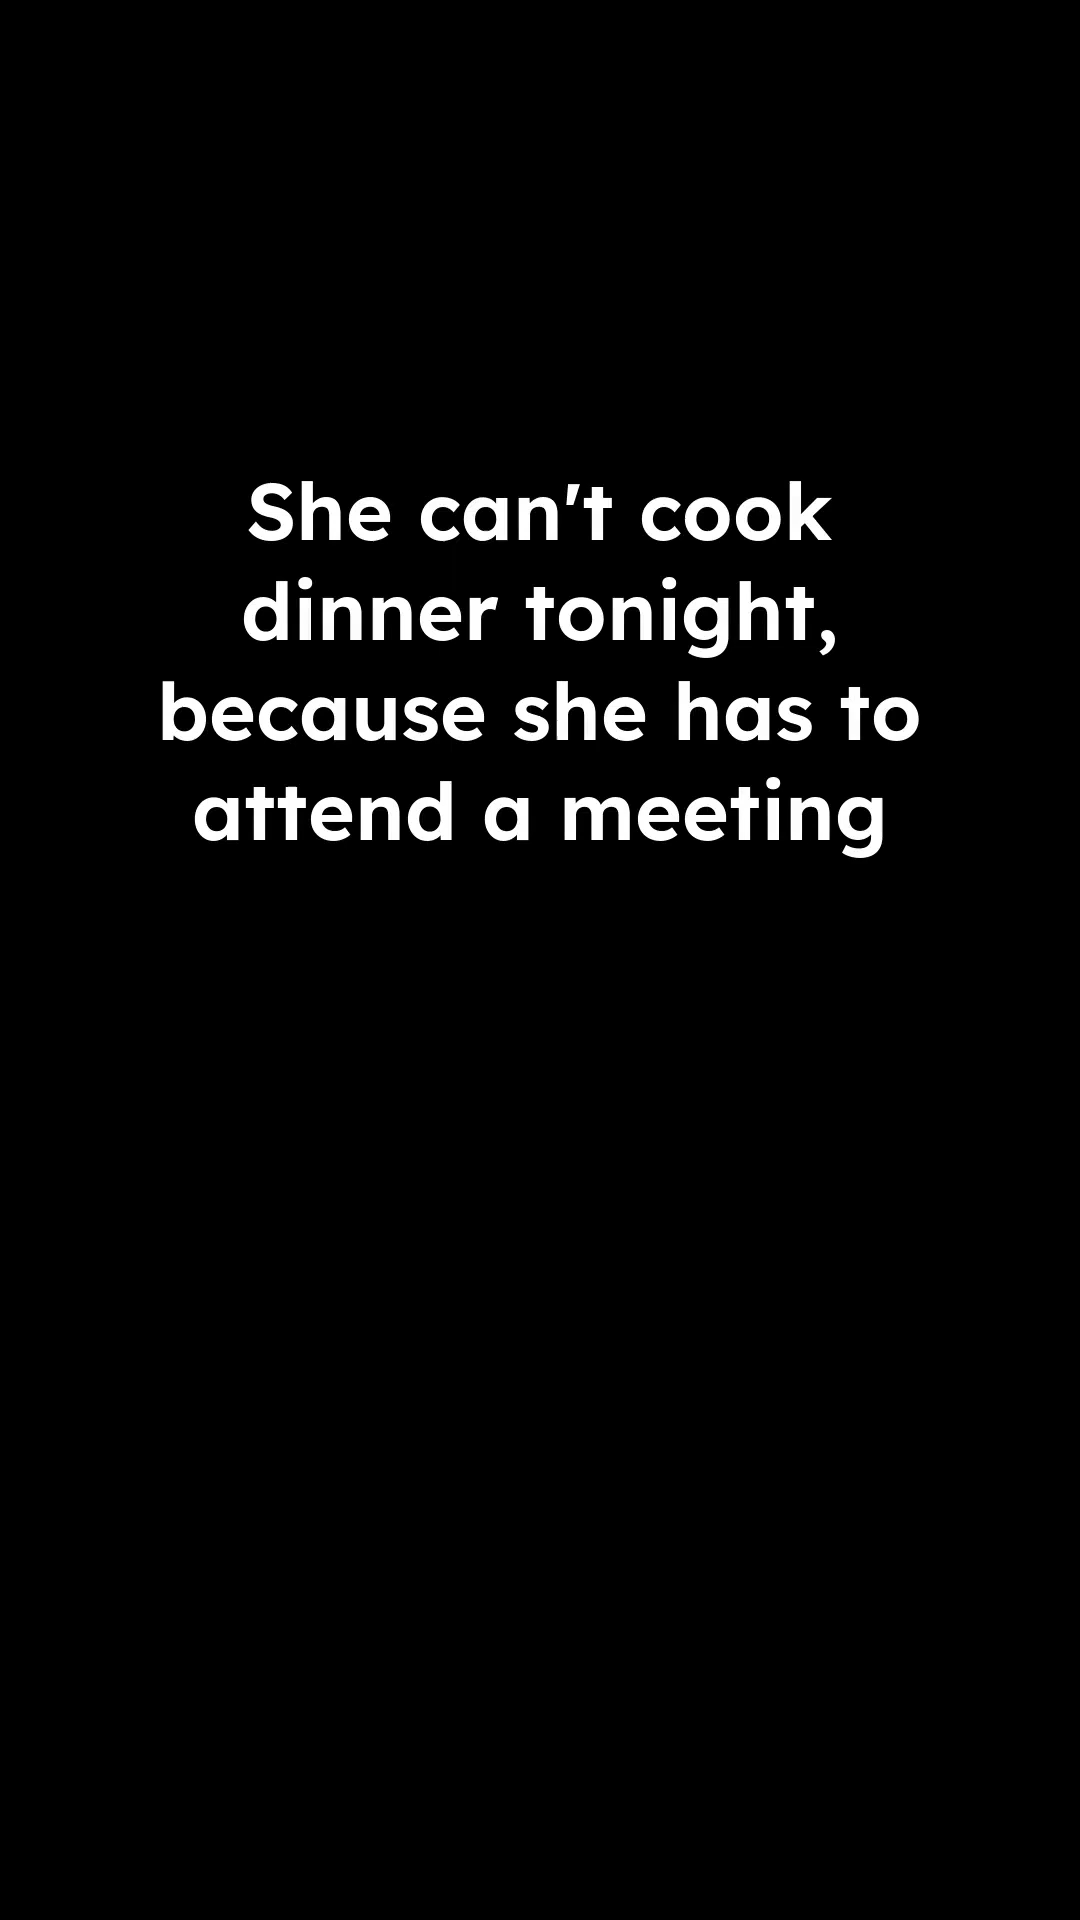 She can't cook
dinner tonight,
because she has to
attend a meeting